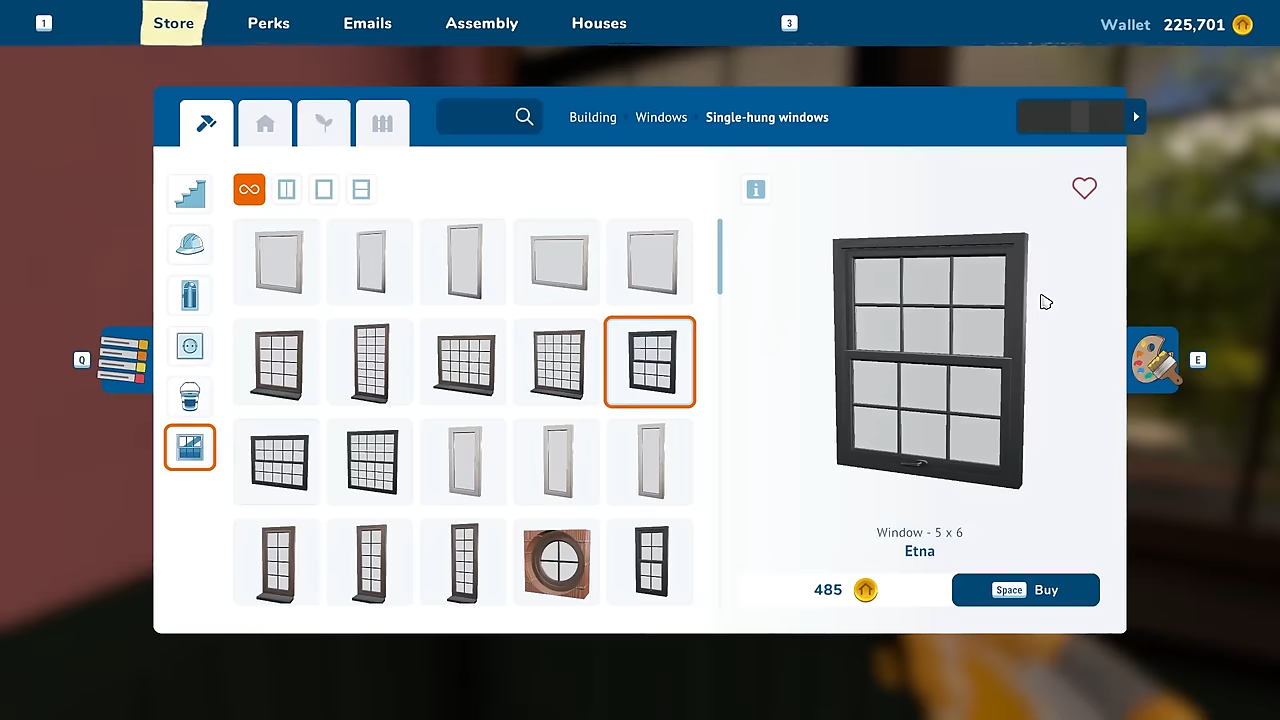 1 Store Perks Emails Assembly Houses 3 Wallet 225,701
Building Windows Single-hung windows
Q
E
Window - 5 x 6
Etna
485 Space Buy